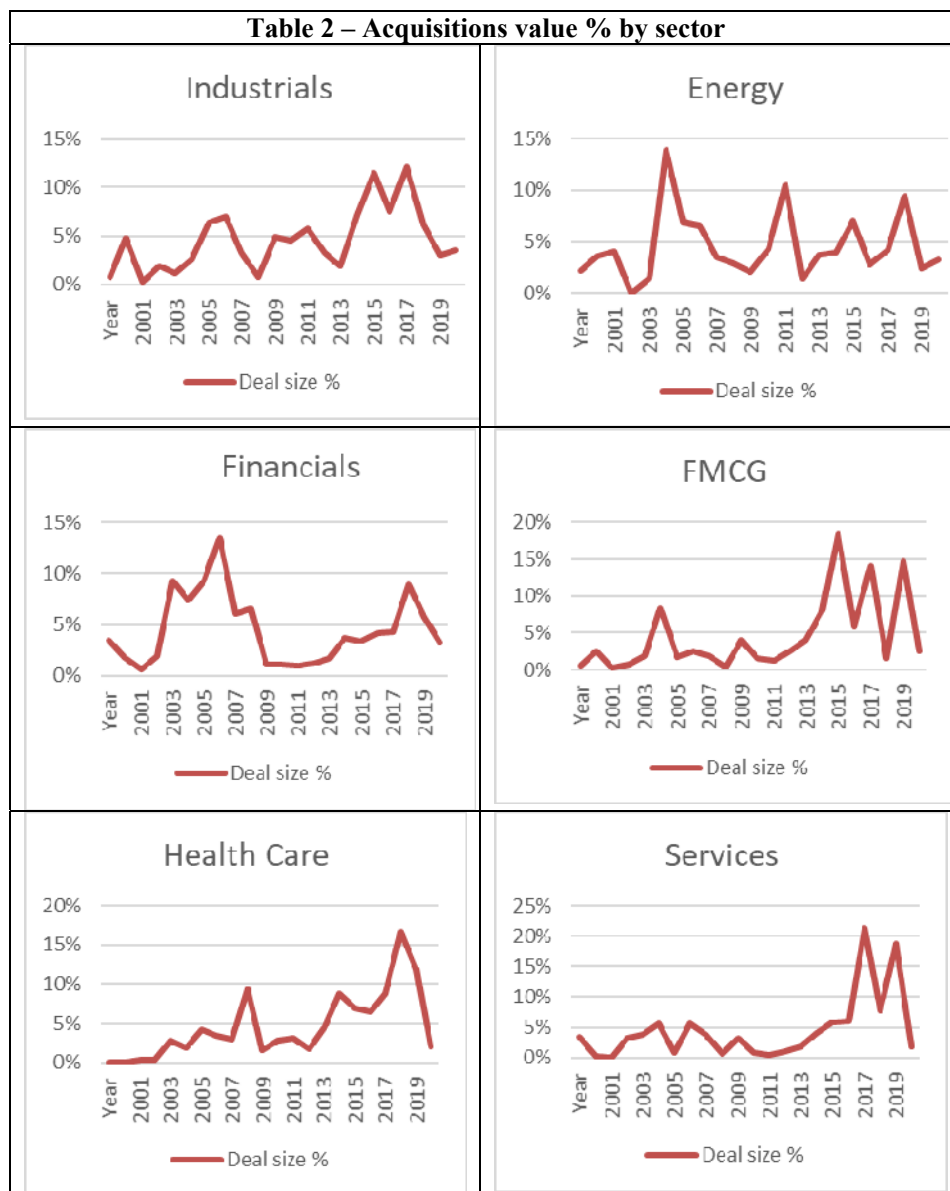 Table 2 – Acquisitions value % by sector
Industrials
15%
10%
5%
0%
Year 2001 2003 2005 2007 2009 2011 2013 2015 2017 2019
Deal size %
Energy
15%
10%
5%
0%
Year 2001 2003 2005 2007 2009 2011 2013 2015 2017 2019
Deal size %
Financials
15%
10%
5%
0%
Year 2001 2003 2005 2007 2009 2011 2013 2015 2017 2019
Deal size %
FMCG
20%
15%
10%
5%
0%
Year 2001 2003 2005 2007 2009 2011 2013 2015 2017 2019
Deal size %
Health Care
20%
15%
10%
5%
0%
Year 2001 2003 2005 2007 2009 2011 2013 2015 2017 2019
Deal size %
Services
25%
20%
15%
10%
5%
0%
Year 2001 2003 2005 2007 2009 2011 2013 2015 2017 2019
Deal size %